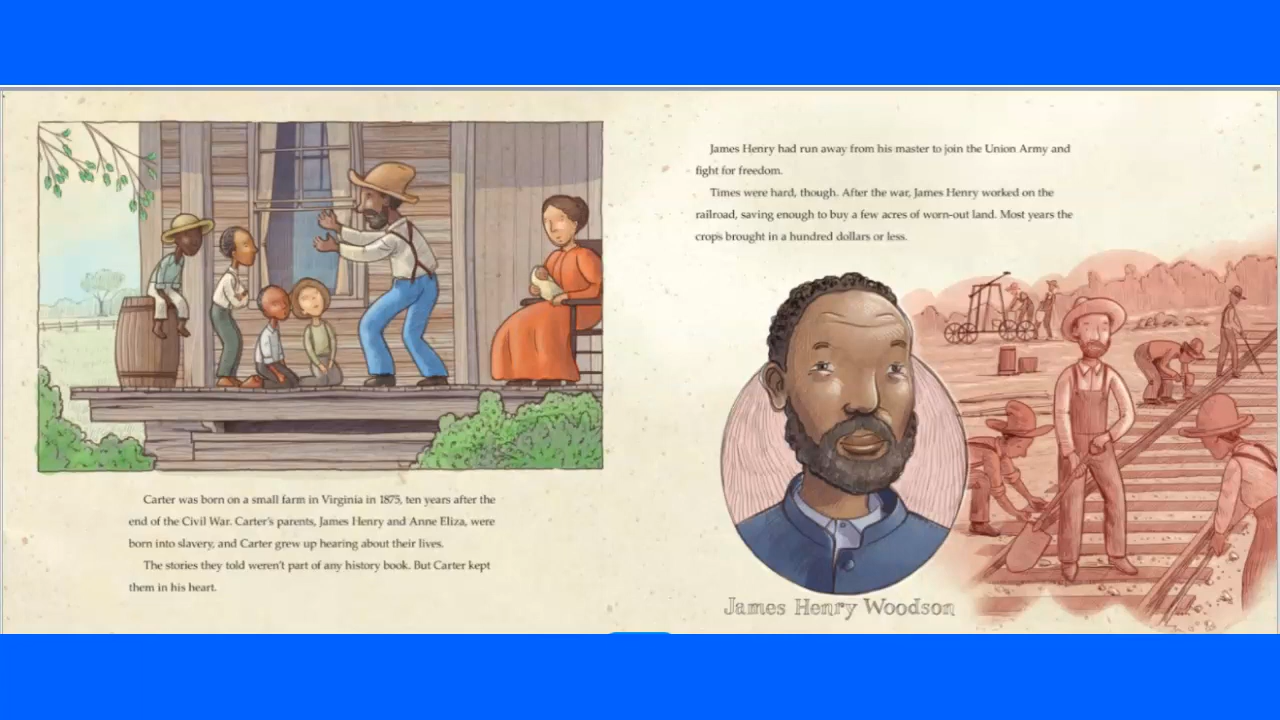 Carter was born on a small farm in Virginia in 1875, ten years after the
end of the Civil War. Carter's parents, James Henry and Anne Eliza, were
born into slavery, and Carter grew up hearing about their lives.
The stories they told weren't part of any history book. But Carter kept
them in his heart.
James Henry had run away from his master to join the Union Army and
fight for freedom.
Times were hard, though. After the war, James Henry worked on the
railroad, saving enough to buy a few acres of worn-out land. Most years the
crops brought in a hundred dollars or less.
James Henry Woodson